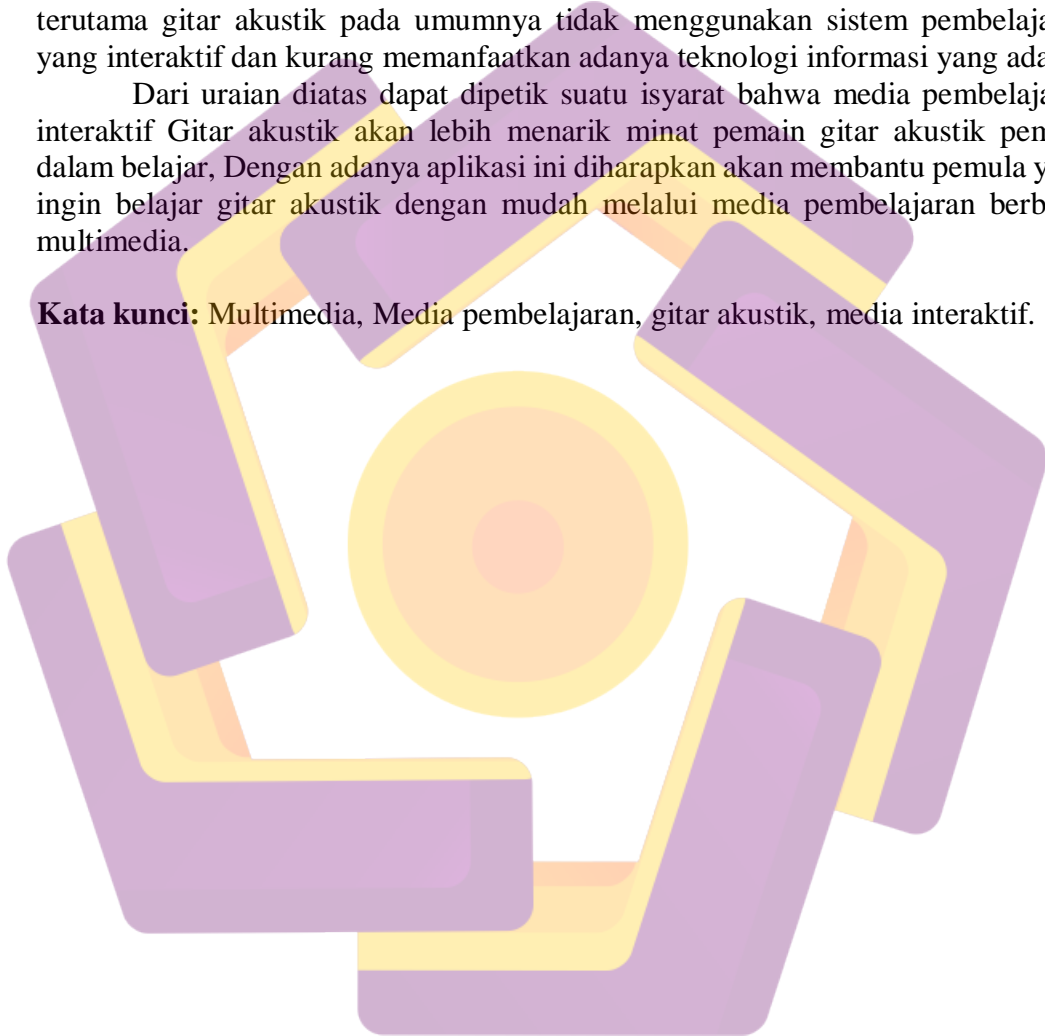 terutama gitar akustik pada umumnya tidak menggunakan sistem pembelaja
yang interaktif dan kurang memanfaatkan adanya teknologi informasi yang ada
Dari uraian diatas dapat dipetik suatu isyarat bahwa media pembelaja
interaktif Gitar akustik akan lebih menarik minat pemain gitar akustik pem
dalam belajar, Dengan adanya aplikasi ini diharapkan akan membantu pemula y
ingin belajar gitar akustik dengan mudah melalui media pembelajaran berb
multimedia.
Kata kunci: Multimedia, Media pembelajaran, gitar akustik, media interaktif.